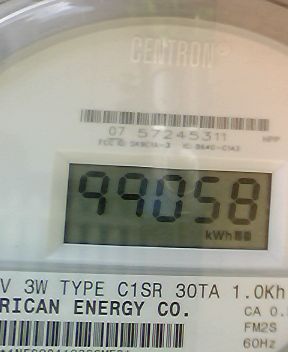 CENTRON
07 57245311
99058
kWh
V 3W TYPE C1SR 30TA 1.0Kh
RICAN ENERGY CO.
CA 0.
FM2S
60Hz